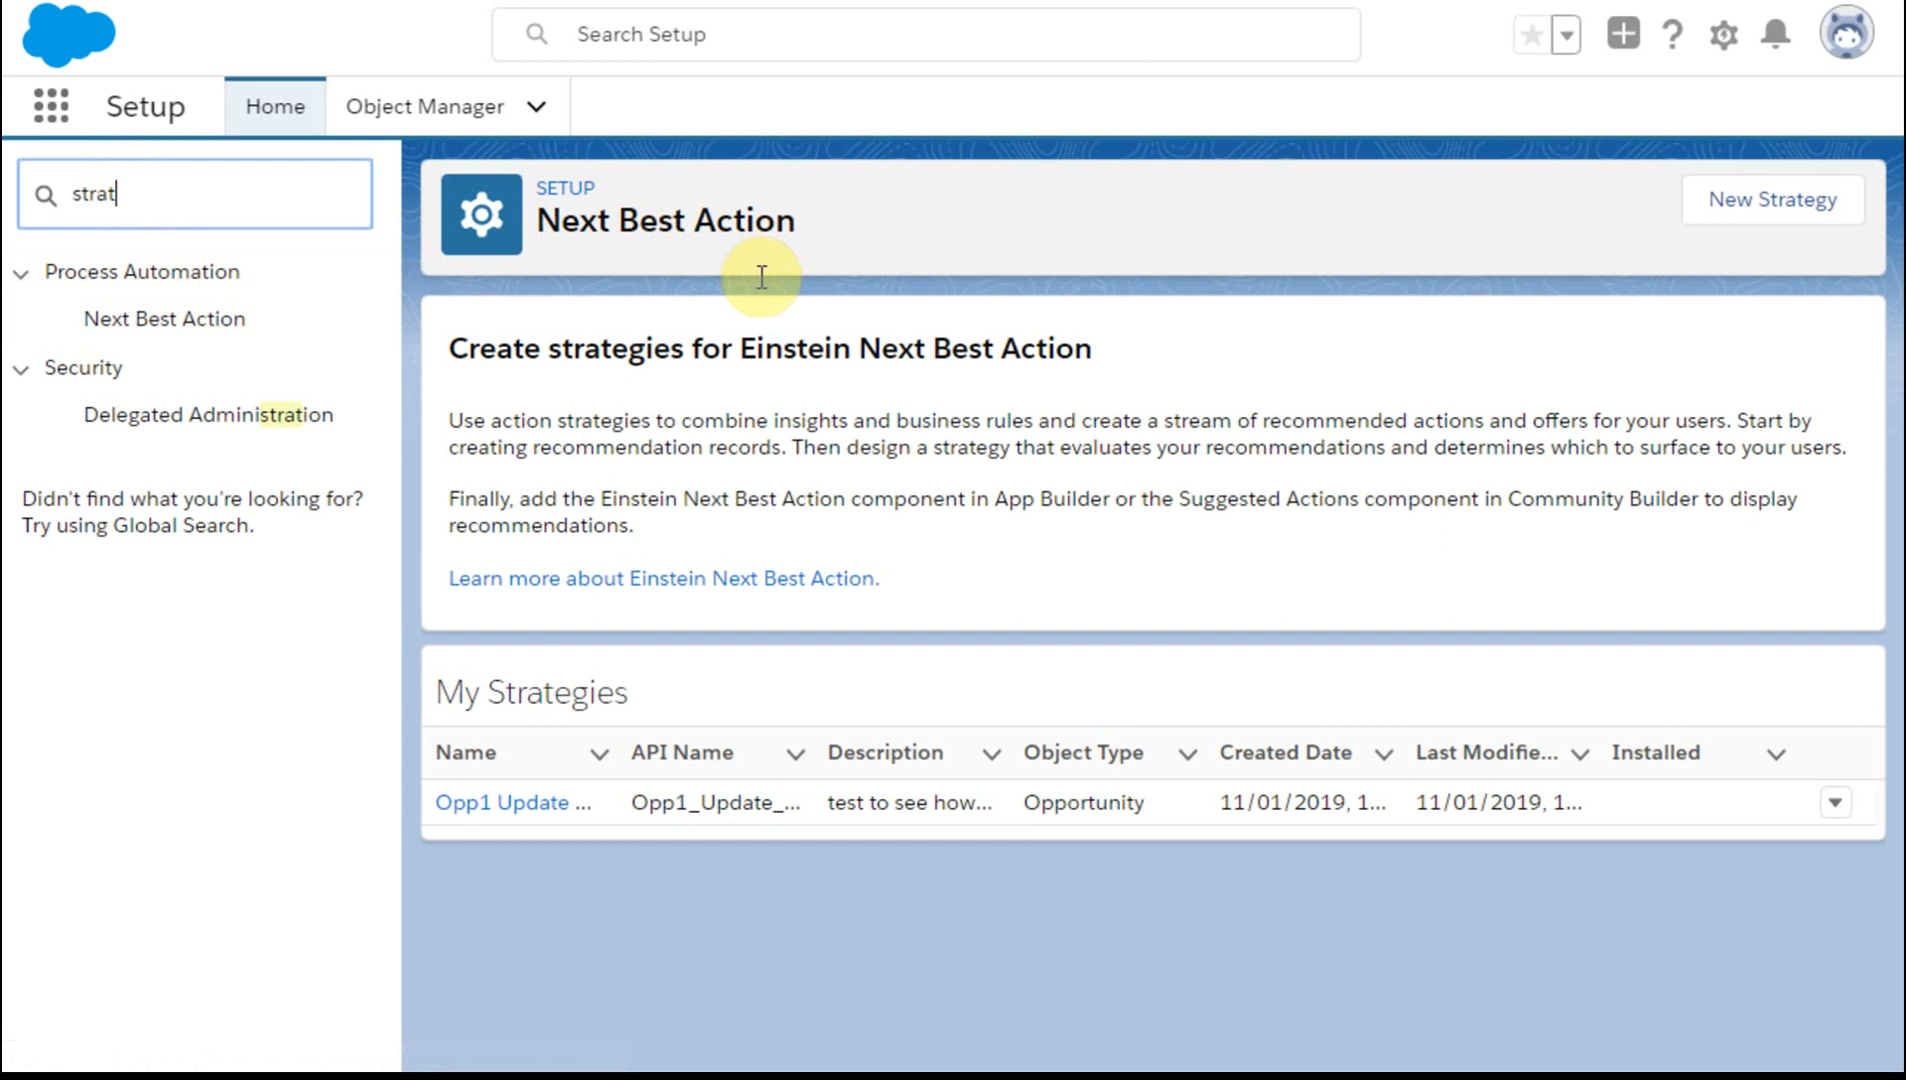 Search Setup
Setup
Home
Object Manager
strat
Process Automation
Next Best Action
Security
Delegated Administration
Didn't find what you're looking for?
Try using Global Search.
SETUP
Next Best Action
New Strategy
Create strategies for Einstein Next Best Action
Use action strategies to combine insights and business rules and create a stream of recommended actions and offers for your users. Start by
creating recommendation records. Then design a strategy that evaluates your recommendations and determines which to surface to your users.
Finally, add the Einstein Next Best Action component in App Builder or the Suggested Actions component in Community Builder to display
recommendations.
Learn more about Einstein Next Best Action.
My Strategies
Name API Name Description Object Type Created Date Last Modifie... Installed
Opp1 Update ... Opp1_Update_... test to see how... Opportunity 11/01/2019, 1... 11/01/2019, 1...